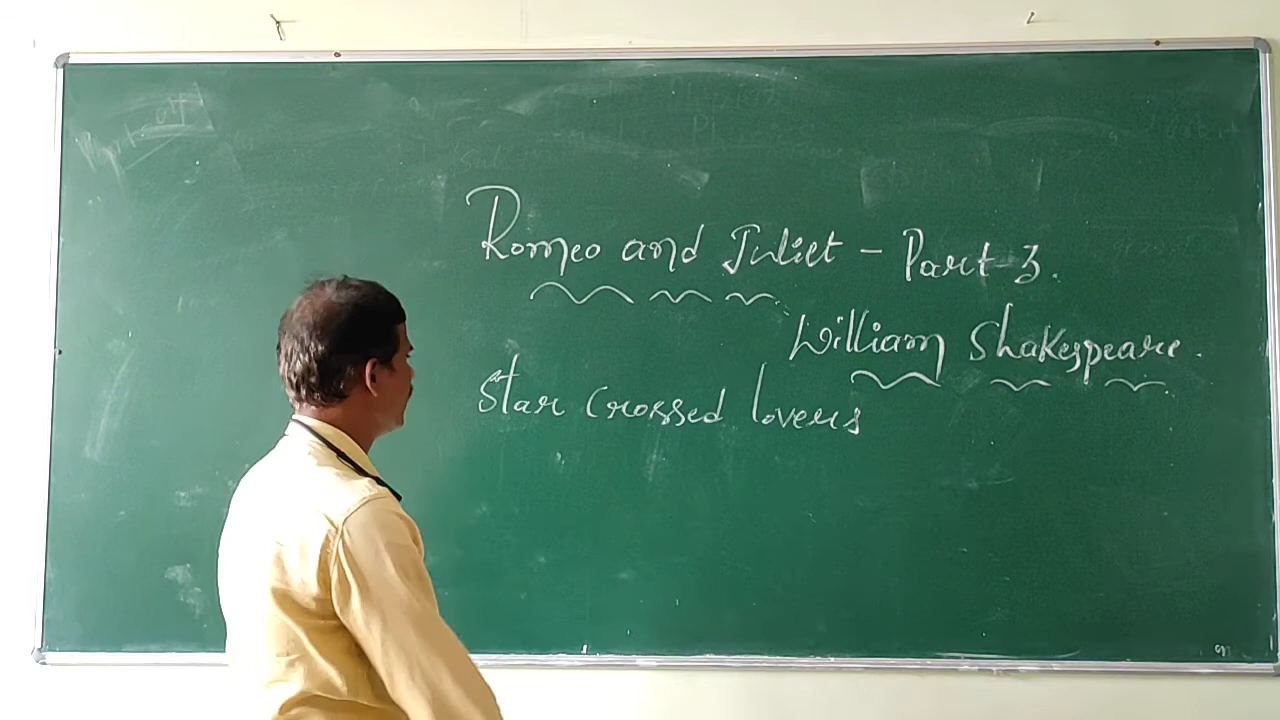 Romeo and Juliet - Part-3.
William Shakespeare.
Star crossed lovers